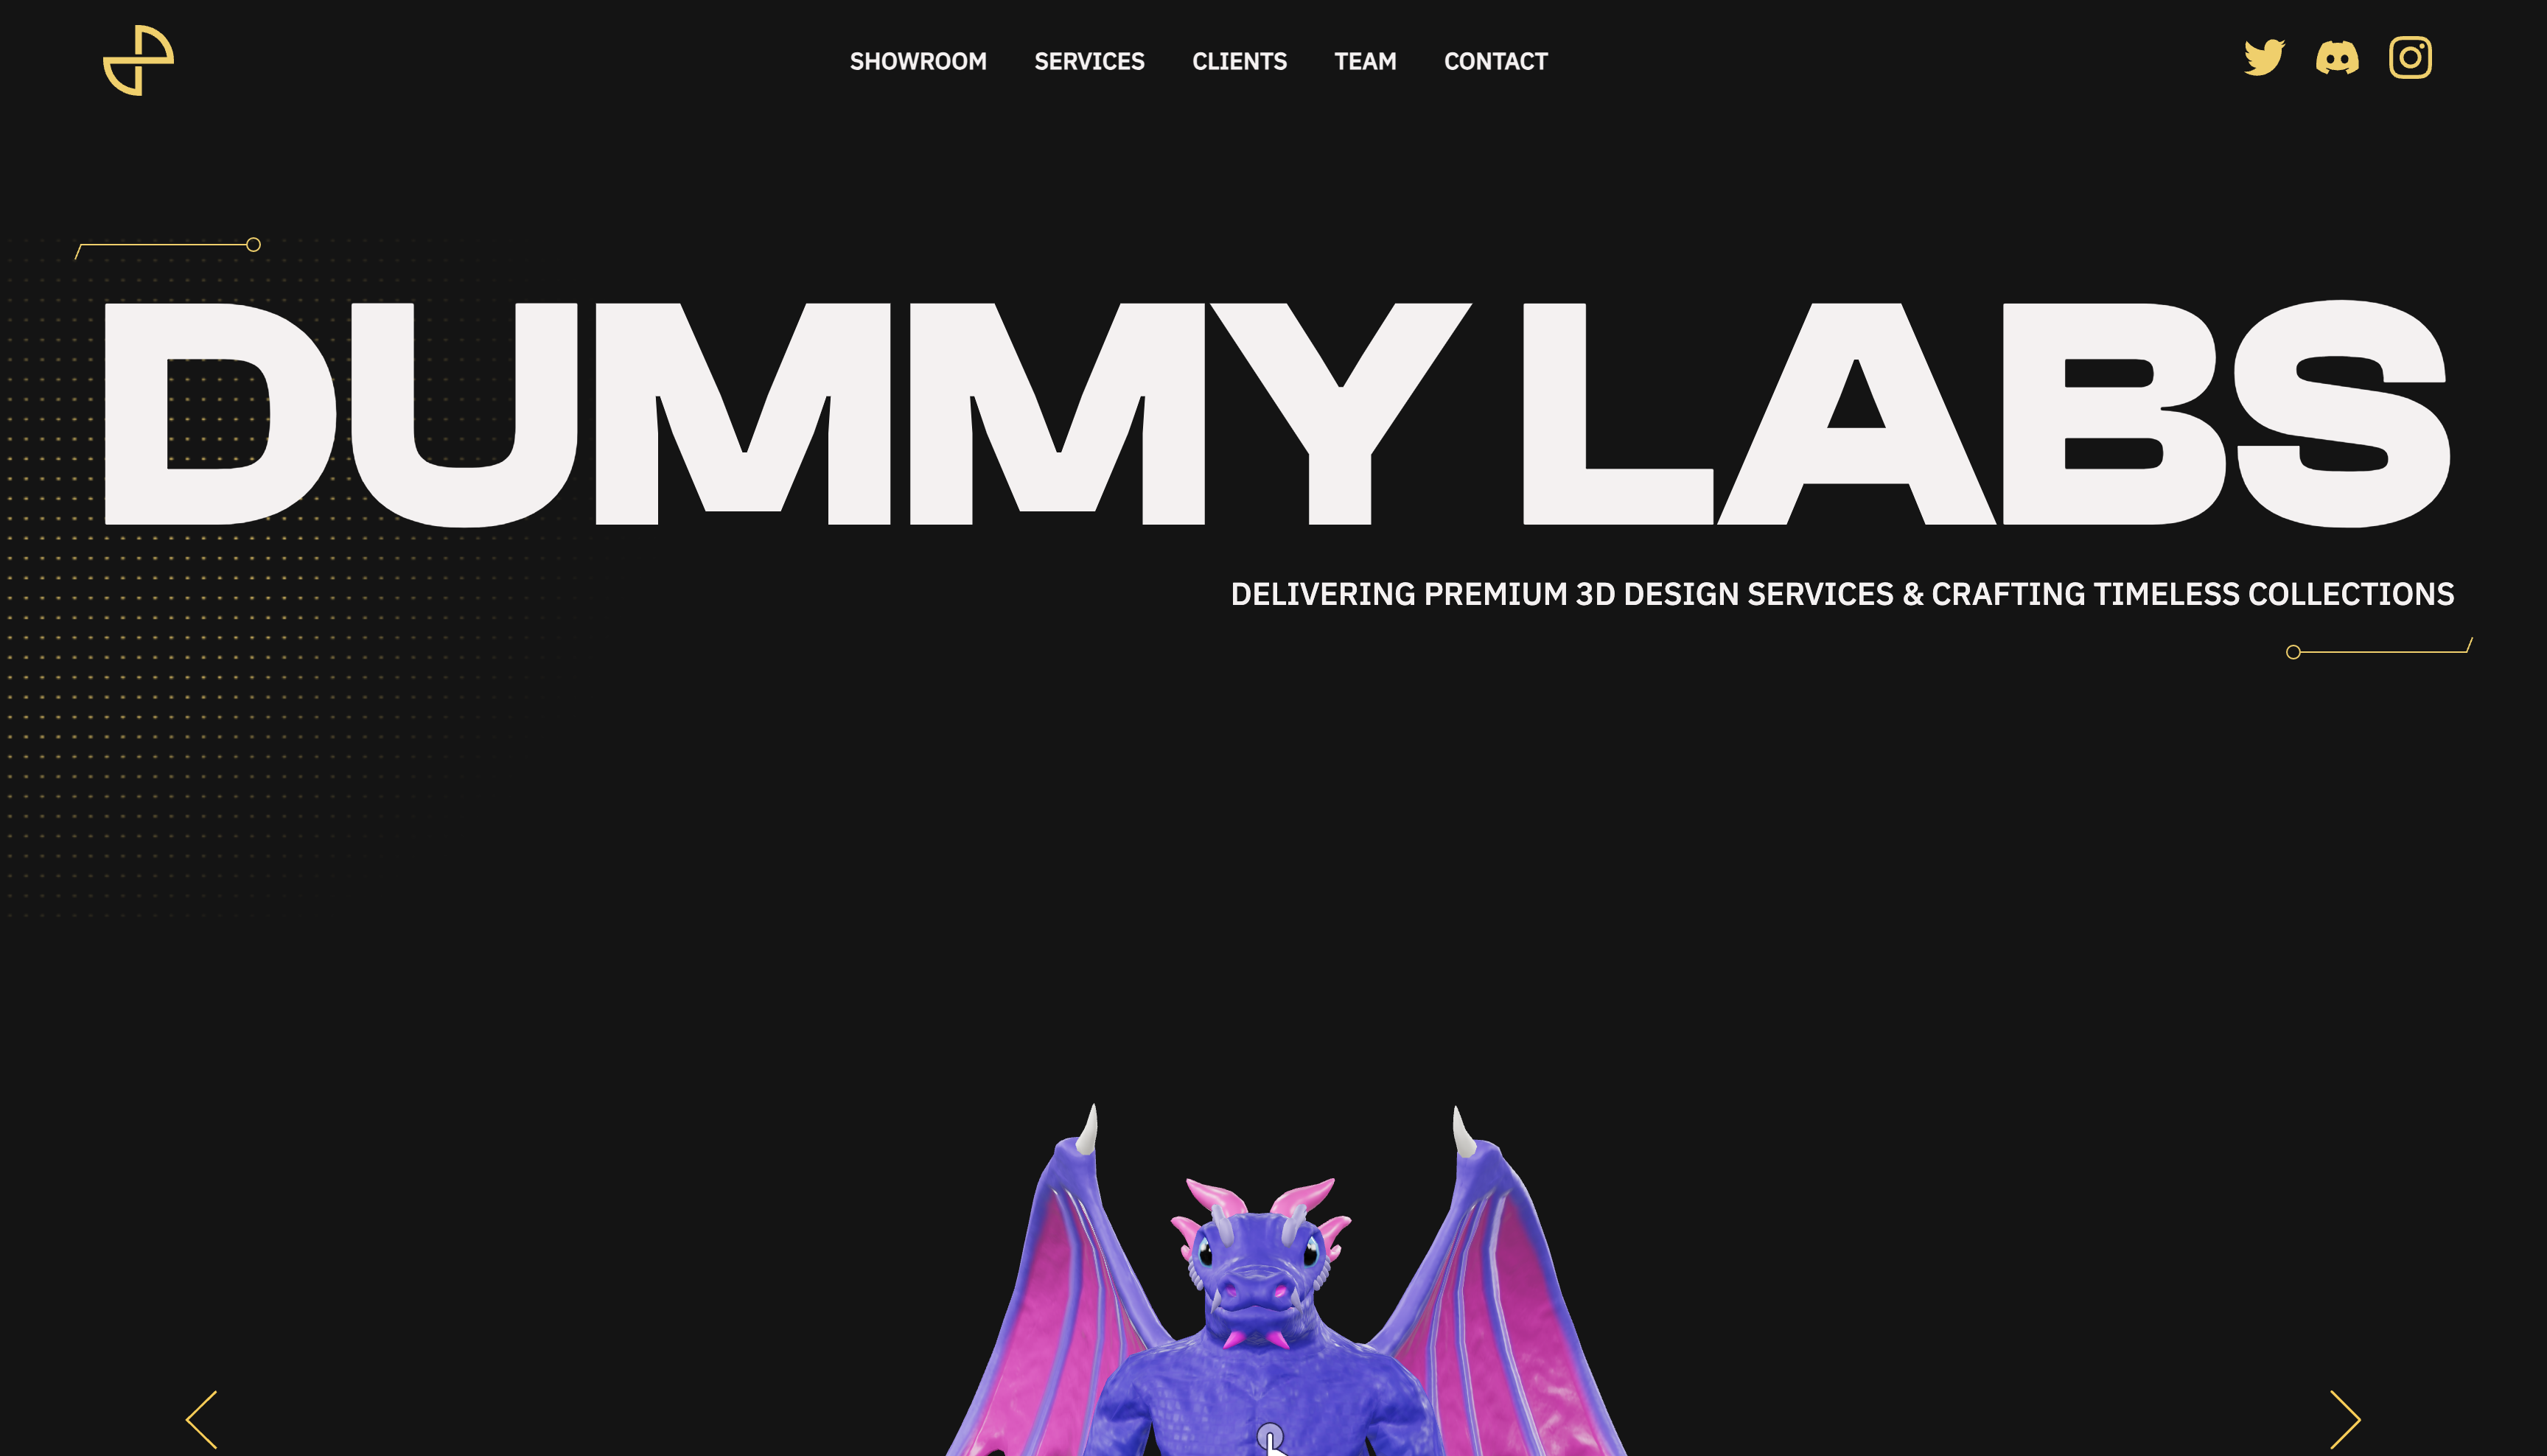 SHOWROOM SERVICES CLIENTS TEAM CONTACT
DUMMY LABS
DELIVERING PREMIUM 3D DESIGN SERVICES & CRAFTING TIMELESS COLLECTIONS